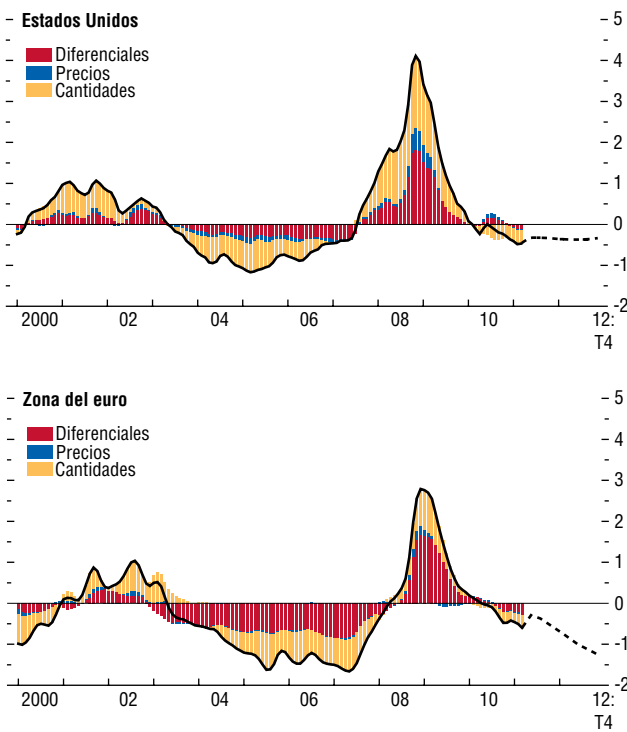 Estados Unidos
Diferenciales
Precios
Cantidades
5
4
3
2
1
0
-1
-2
2000 02 04 06 08 10 12:
T4
Zona del euro
Diferenciales
Precios
Cantidades
5
4
3
2
1
0
-1
-2
2000 02 04 06 08 10 12:
T4